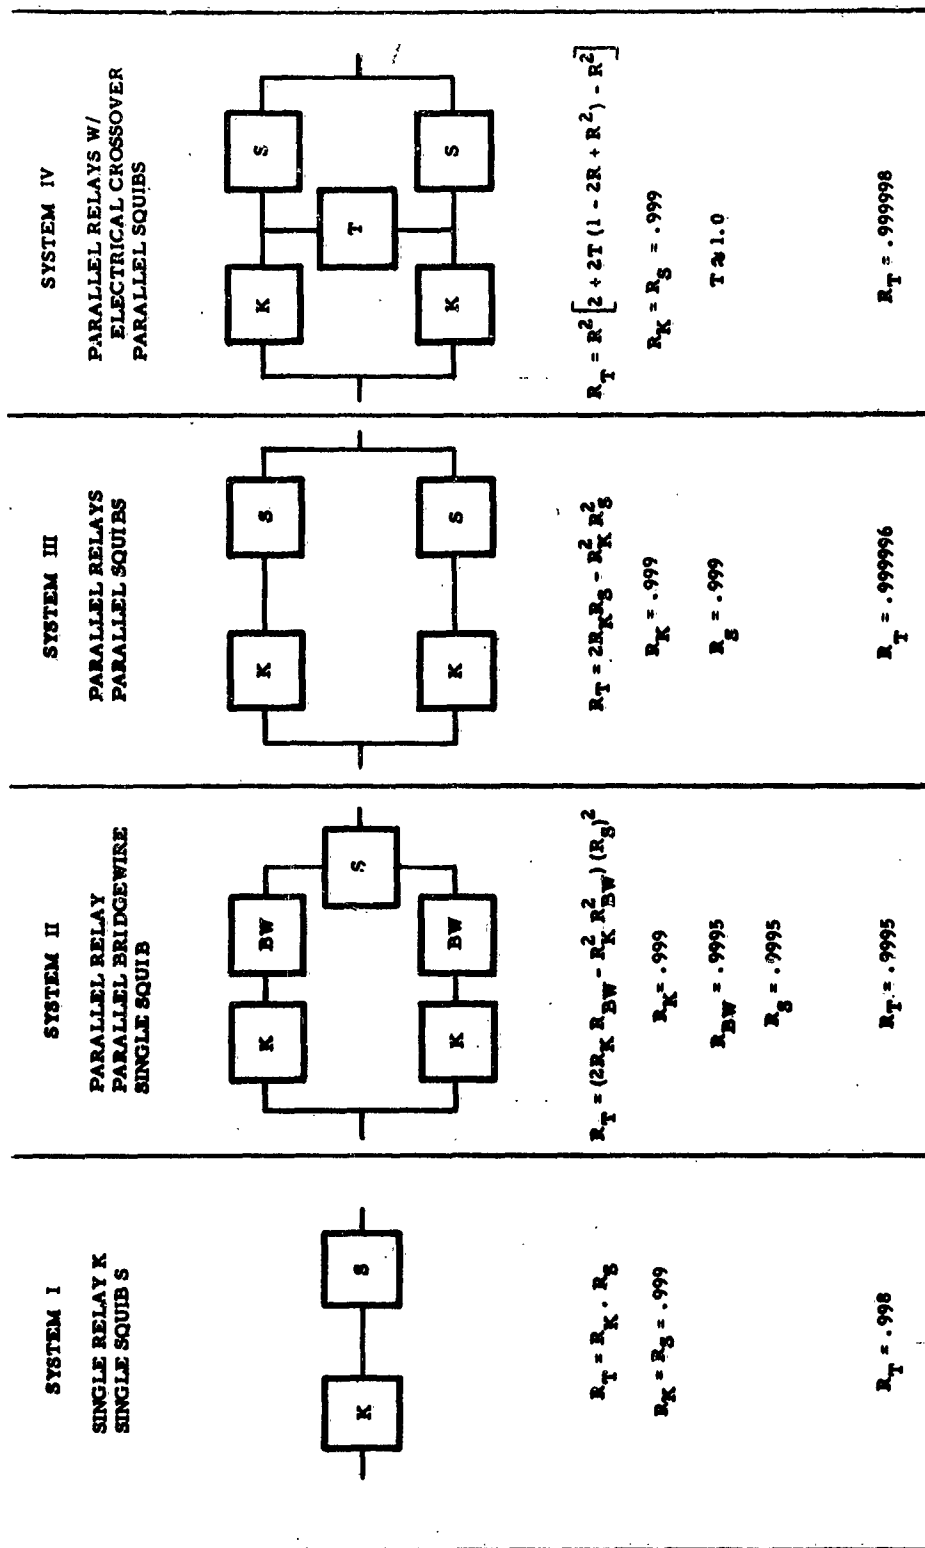 SYSTEM I
SINGLE RELAY K
SINGLE SQUIB S
K
S
R_T = R_K · R_S
R_K = R_S = .999
R_T = .998
SYSTEM II
PARALLEL RELAY
PARALLEL BRIDGEWIRE
SINGLE SQUIB
K
BW
S
K
BW
R_T = (2R_K R_BW - R_K^2 R_BW^2) (R_S)^2
R_K = .999
R_BW = .9995
R_S = .9995
R_T = .9995
SYSTEM III
PARALLEL RELAYS
PARALLEL SQUIBS
K
S
K
S
R_T = 2R_K R_S - R_K^2 R_S^2
R_K = .999
R_S = .999
R_T = .999996
SYSTEM IV
PARALLEL RELAYS W/
ELECTRICAL CROSSOVER
PARALLEL SQUIBS
K
S
T
K
S
R_T = R^2 [2 + 2T (1 - 2R + R^2) - R^2]
R_K = R_S = .999
T ≈ 1.0
R_T = .999998